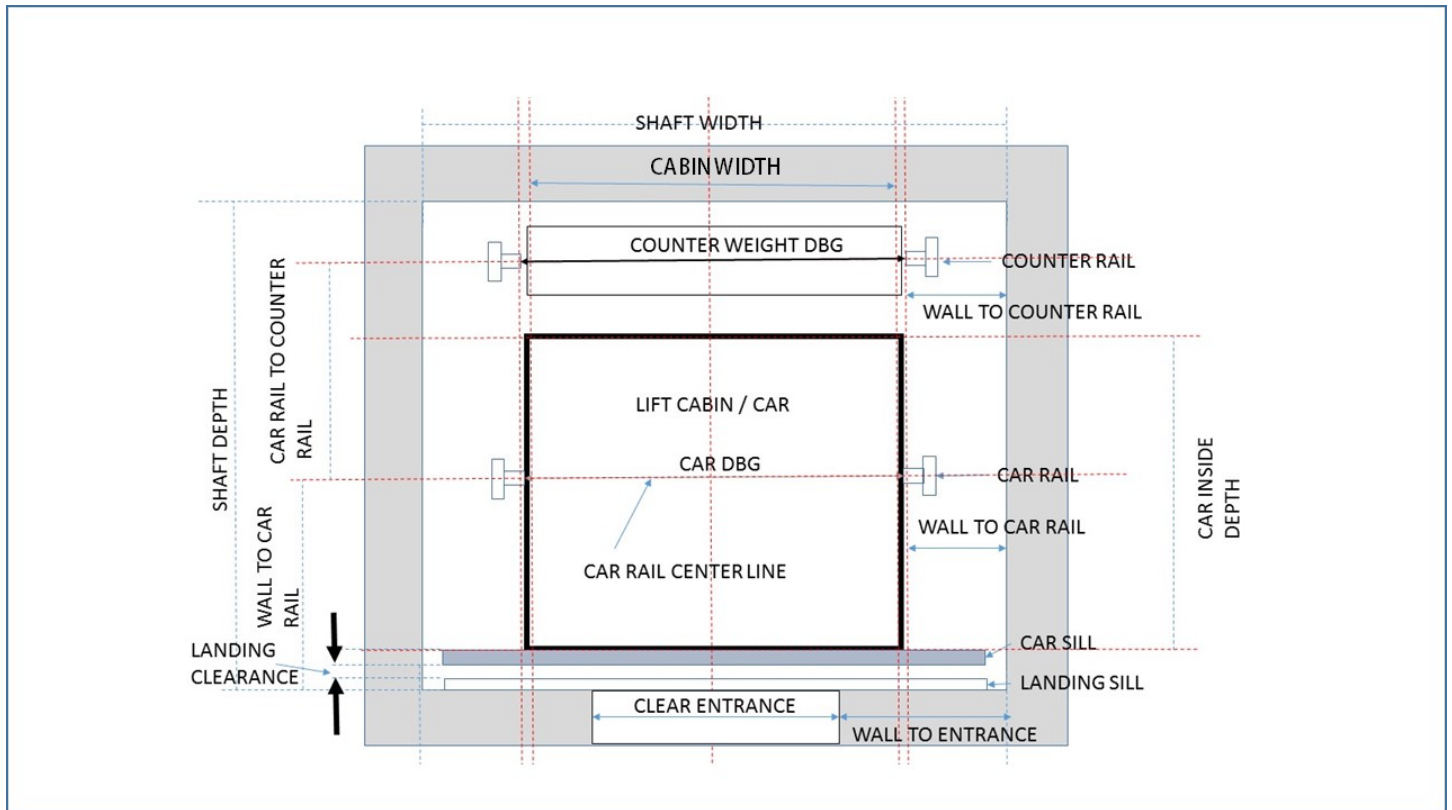 SHAFT WIDTH
CABIN WIDTH
COUNTER WEIGHT DBG
COUNTER RAIL
WALL TO COUNTER RAIL
CAR RAIL TO COUNTER
RAIL
SHAFT DEPTH
LIFT CABIN / CAR
CAR DBG
CAR RAIL
WALL TO CAR RAIL
CAR INSIDE
DEPTH
CAR RAIL CENTER LINE
WALL TO CAR
RAIL
LANDING
CLEARANCE
CAR SILL
LANDING SILL
CLEAR ENTRANCE
WALL TO ENTRANCE